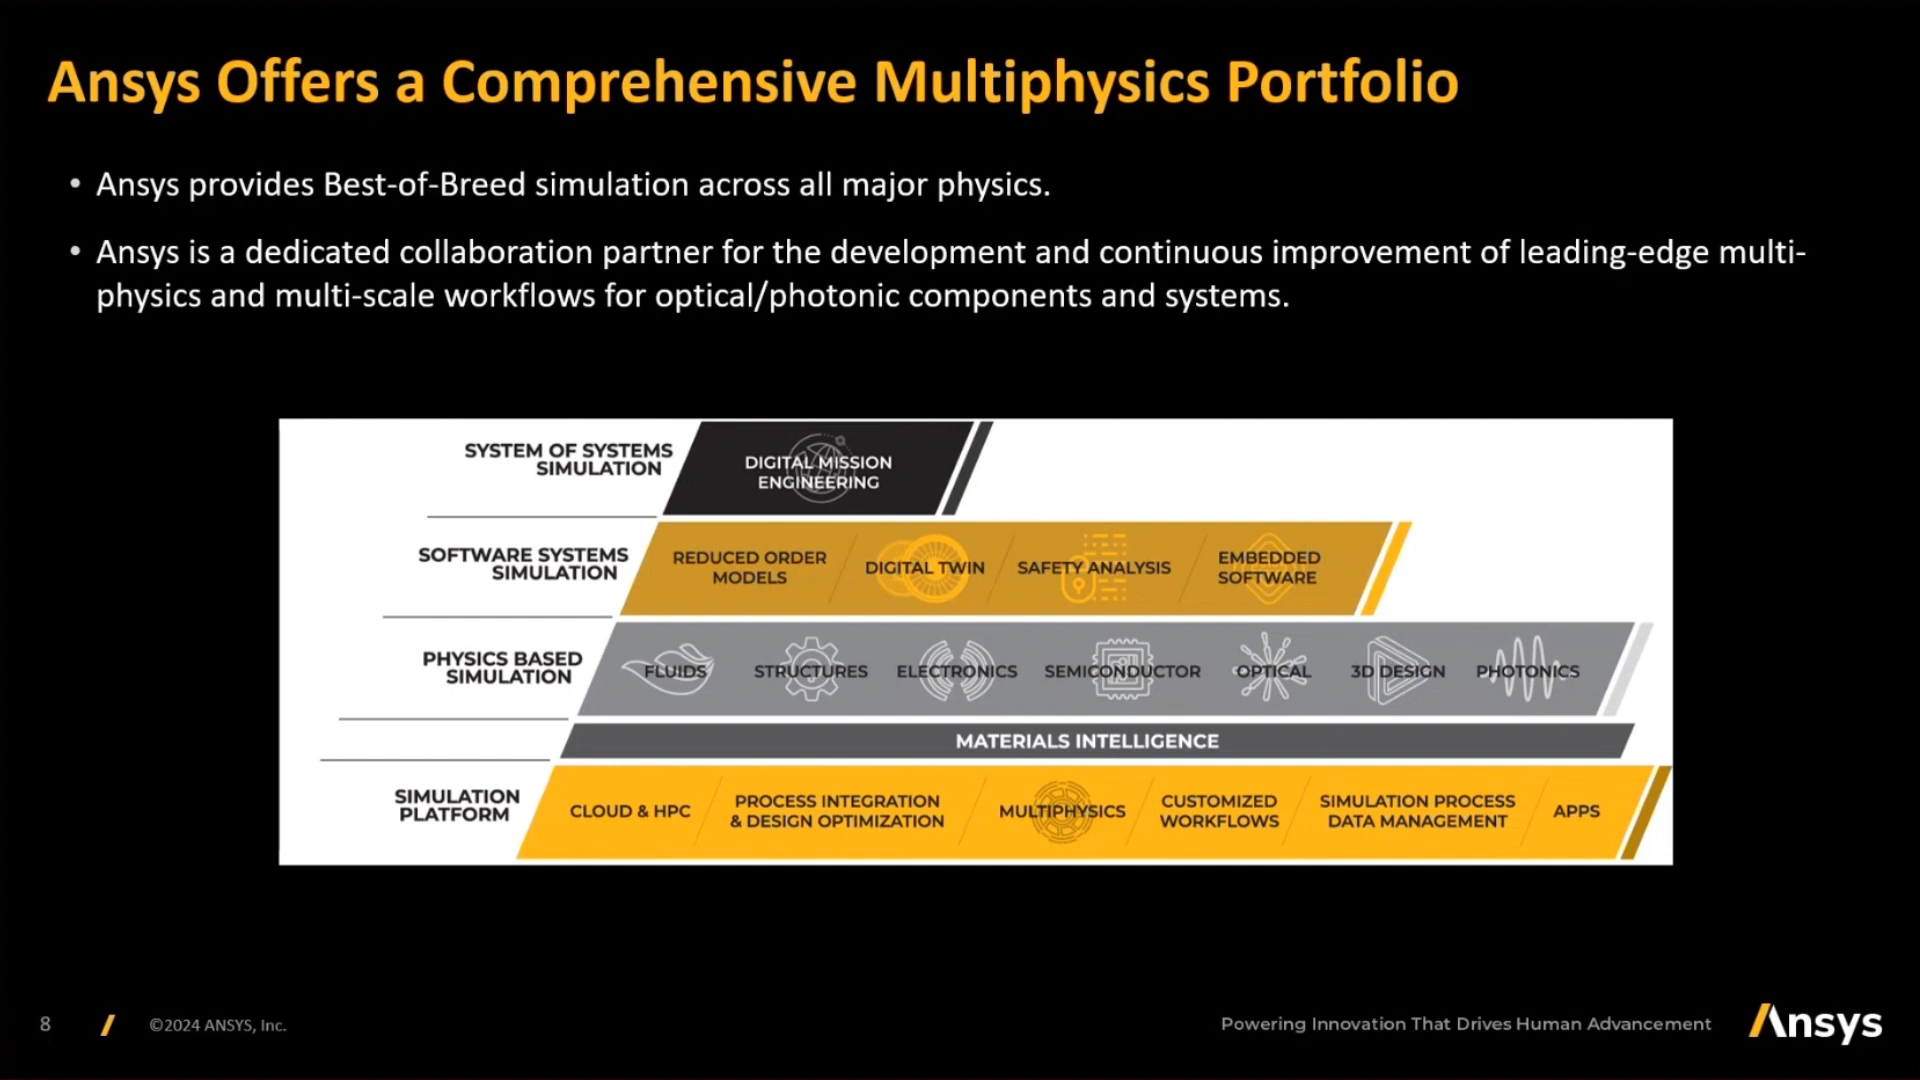 Ansys Offers a Comprehensive Multiphysics Portfolio
• Ansys provides Best-of-Breed simulation across all major physics.
• Ansys is a dedicated collaboration partner for the development and continuous improvement of leading-edge multi-
physics and multi-scale workflows for optical/photonic components and systems.
SYSTEM OF SYSTEMS
SIMULATION
DIGITAL MISSION
ENGINEERING
SOFTWARE SYSTEMS
SIMULATION
REDUCED ORDER
MODELS
DIGITAL TWIN
SAFETY ANALYSIS
EMBEDDED
SOFTWARE
PHYSICS BASED
SIMULATION
FLUIDS
STRUCTURES
ELECTRONICS
SEMICONDUCTOR
OPTICAL
3D DESIGN
PHOTONICS
MATERIALS INTELLIGENCE
SIMULATION
PLATFORM
CLOUD & HPC
PROCESS INTEGRATION
& DESIGN OPTIMIZATION
MULTIPHYSICS
CUSTOMIZED
WORKFLOWS
SIMULATION PROCESS
DATA MANAGEMENT
APPS
8
©2024 ANSYS, Inc.
Powering Innovation That Drives Human Advancement
Ansys